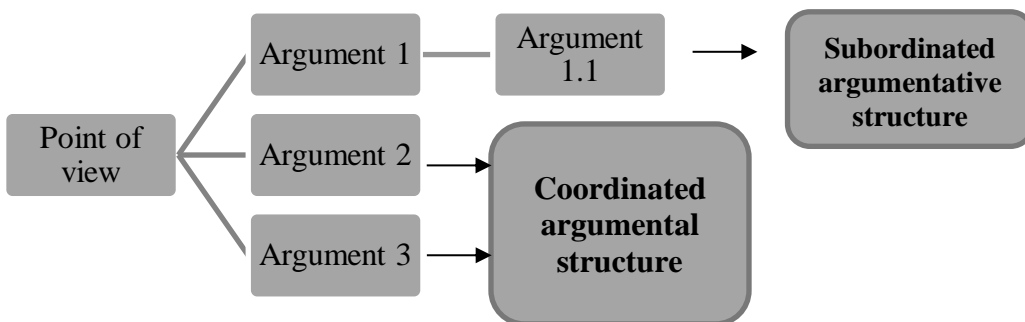 Point of
view
Argument 1
Argument
1.1
Subordinated
argumentative
structure
Argument 2
Argument 3
Coordinated
argumental
structure